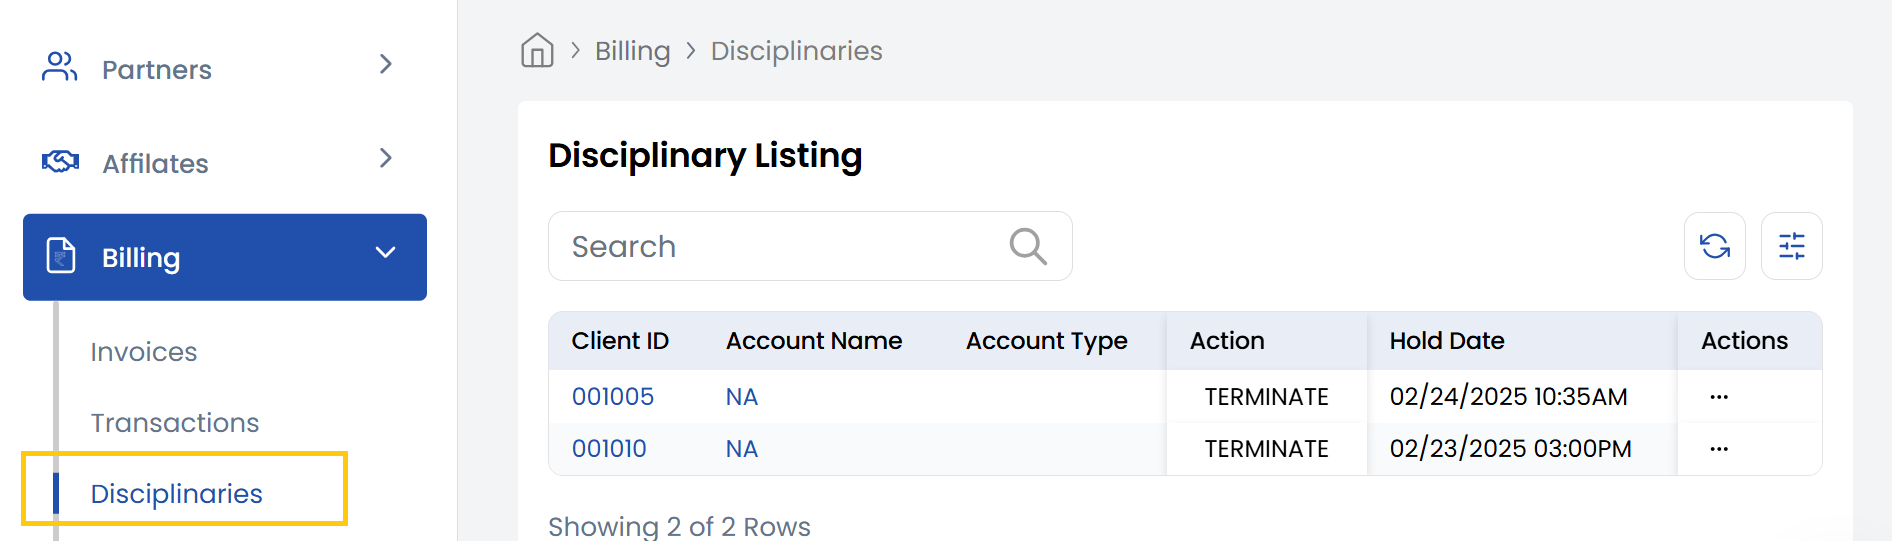 Partners
Affilates
Billing
Invoices
Transactions
Disciplinaries
Billing > Disciplinaries
Disciplinary Listing
Search
Client ID Account Name Account Type Action Hold Date Actions
001005 NA TERMINATE 02/24/2025 10:35AM ...
001010 NA TERMINATE 02/23/2025 03:00PM ...
Showing 2 of 2 Rows